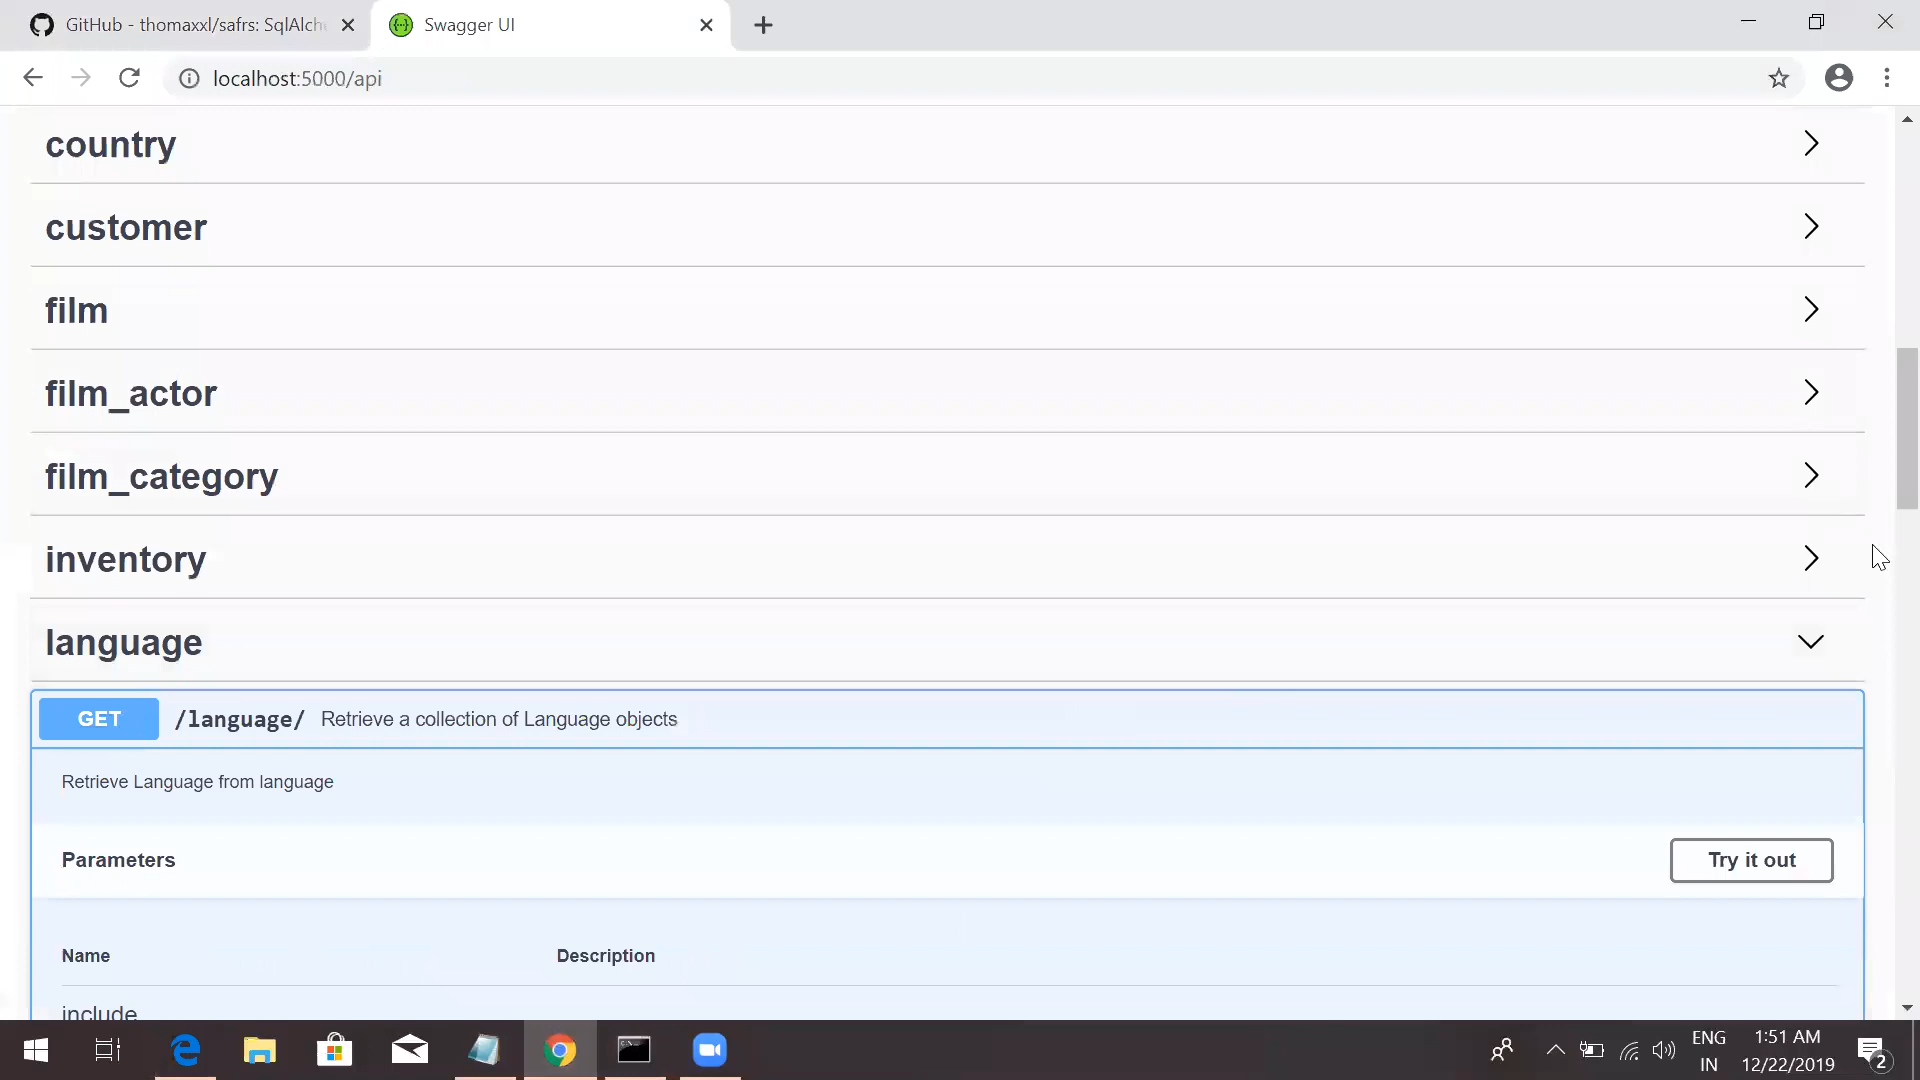 GitHub - thomaxxl/safrs: SqlAlch
Swagger UI
localhost:5000/api
country
customer
film
film_actor
film_category
inventory
language
GET /language/ Retrieve a collection of Language objects
Retrieve Language from language
Parameters
Try it out
Name Description
include
ENG
IN
1:51 AM
12/22/2019
2